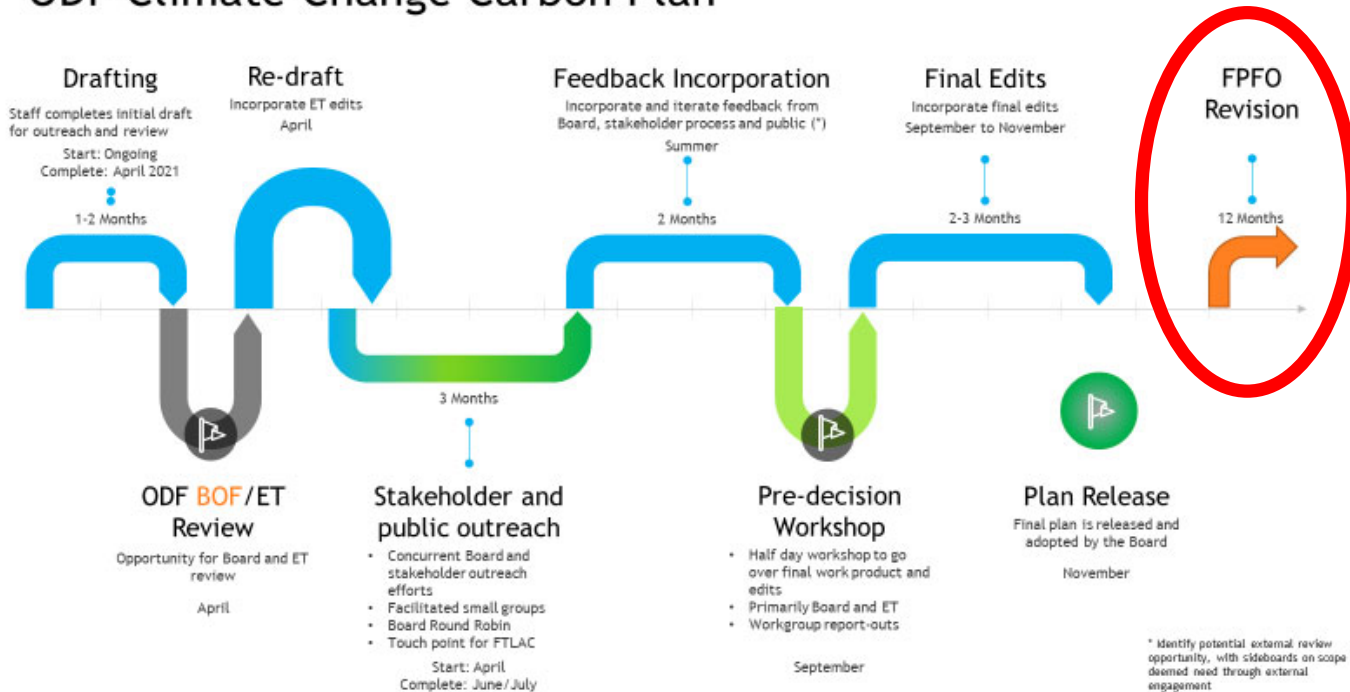 ODF Climate Change Carbon Plan
Drafting
Staff completes initial draft
for outreach and review
Start: Ongoing
Complete: April 2021
1-2 Months
Re-draft
Incorporate ET edits
April
Feedback Incorporation
Incorporate and iterate feedback from
Board, stakeholder process and public (*)
Summer
2 Months
Final Edits
Incorporate final edits
September to November
2-3 Months
FPFO
Revision
12 Months
ODF BOF/ET
Review
Opportunity for Board and ET
review
April
3 Months
Stakeholder and
public outreach
• Concurrent Board and
stakeholder outreach
efforts
• Facilitated small groups
• Board Round Robin
• Touch point for FTLAC
Start: April
Complete: June/July
Pre-decision
Workshop
• Half day workshop to go
over final work product and
edits
• Primarily Board and ET
• Workgroup report-outs
September
Plan Release
Final plan is released and
adopted by the Board
November
* Identify potential external review
opportunity, with sideboards on scope
deemed need through external
engagement